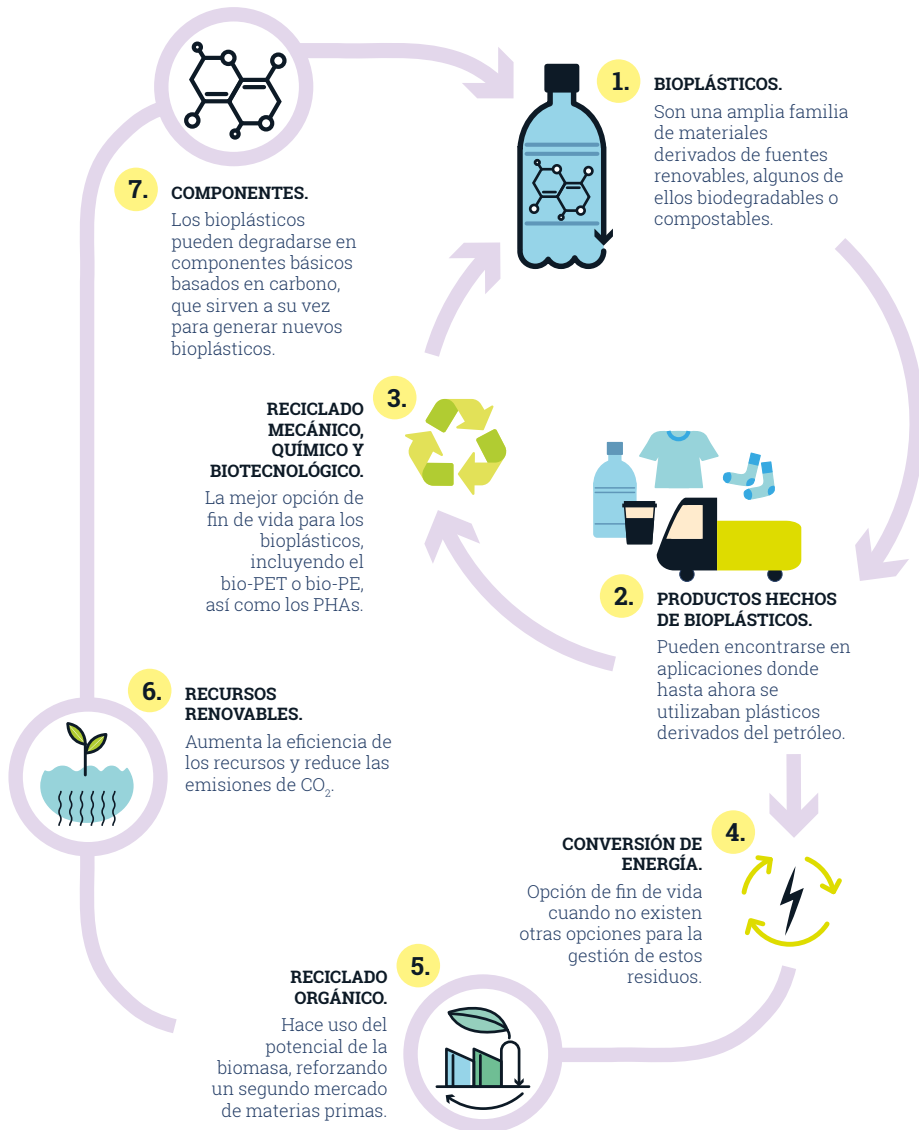 1.
BIOPLÁSTICOS.
Son una amplia familia
de materiales
derivados de fuentes
renovables, algunos de
ellos biodegradables o
compostables.
7.
COMPONENTES.
Los bioplásticos
pueden degradarse en
componentes básicos
basados en carbono,
que sirven a su vez
para generar nuevos
bioplásticos.
3.
RECICLADO
MECÁNICO,
QUÍMICO Y
BIOTECNOLÓGICO.
La mejor opción de
fin de vida para los
bioplásticos,
incluyendo el
bio-PET o bio-PE,
así como los PHAs.
2.
PRODUCTOS HECHOS
DE BIOPLÁSTICOS.
Pueden encontrarse en
aplicaciones donde
hasta ahora se
utilizaban plásticos
derivados del petróleo.
6.
RECURSOS
RENOVABLES.
Aumenta la eficiencia de
los recursos y reduce las
emisiones de CO₂.
4.
CONVERSIÓN DE
ENERGÍA.
Opción de fin de vida
cuando no existen
otras opciones para la
gestión de estos
residuos.
5.
RECICLADO
ORGÁNICO.
Hace uso del
potencial de la
biomasa, reforzando
un segundo mercado
de materias primas.